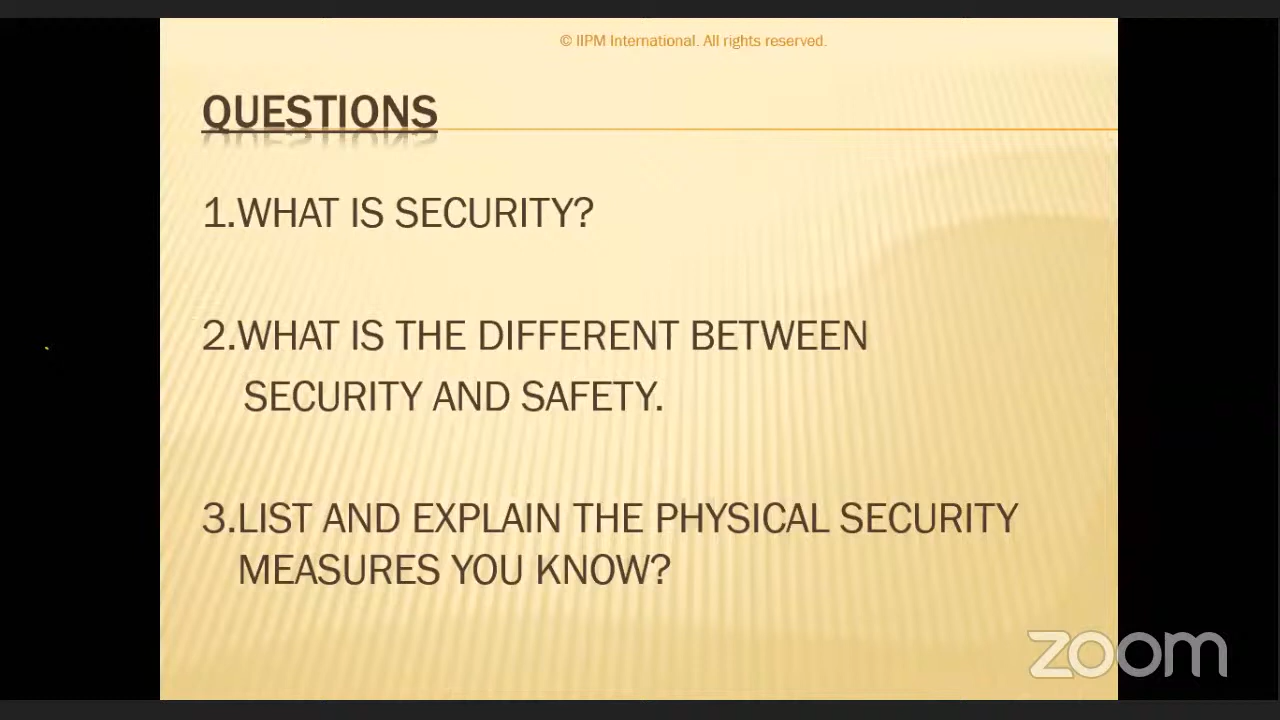 © IIPM International. All rights reserved.
QUESTIONS
1.WHAT IS SECURITY?
2.WHAT IS THE DIFFERENT BETWEEN
SECURITY AND SAFETY.
3.LIST AND EXPLAIN THE PHYSICAL SECURITY
MEASURES YOU KNOW?
zoom